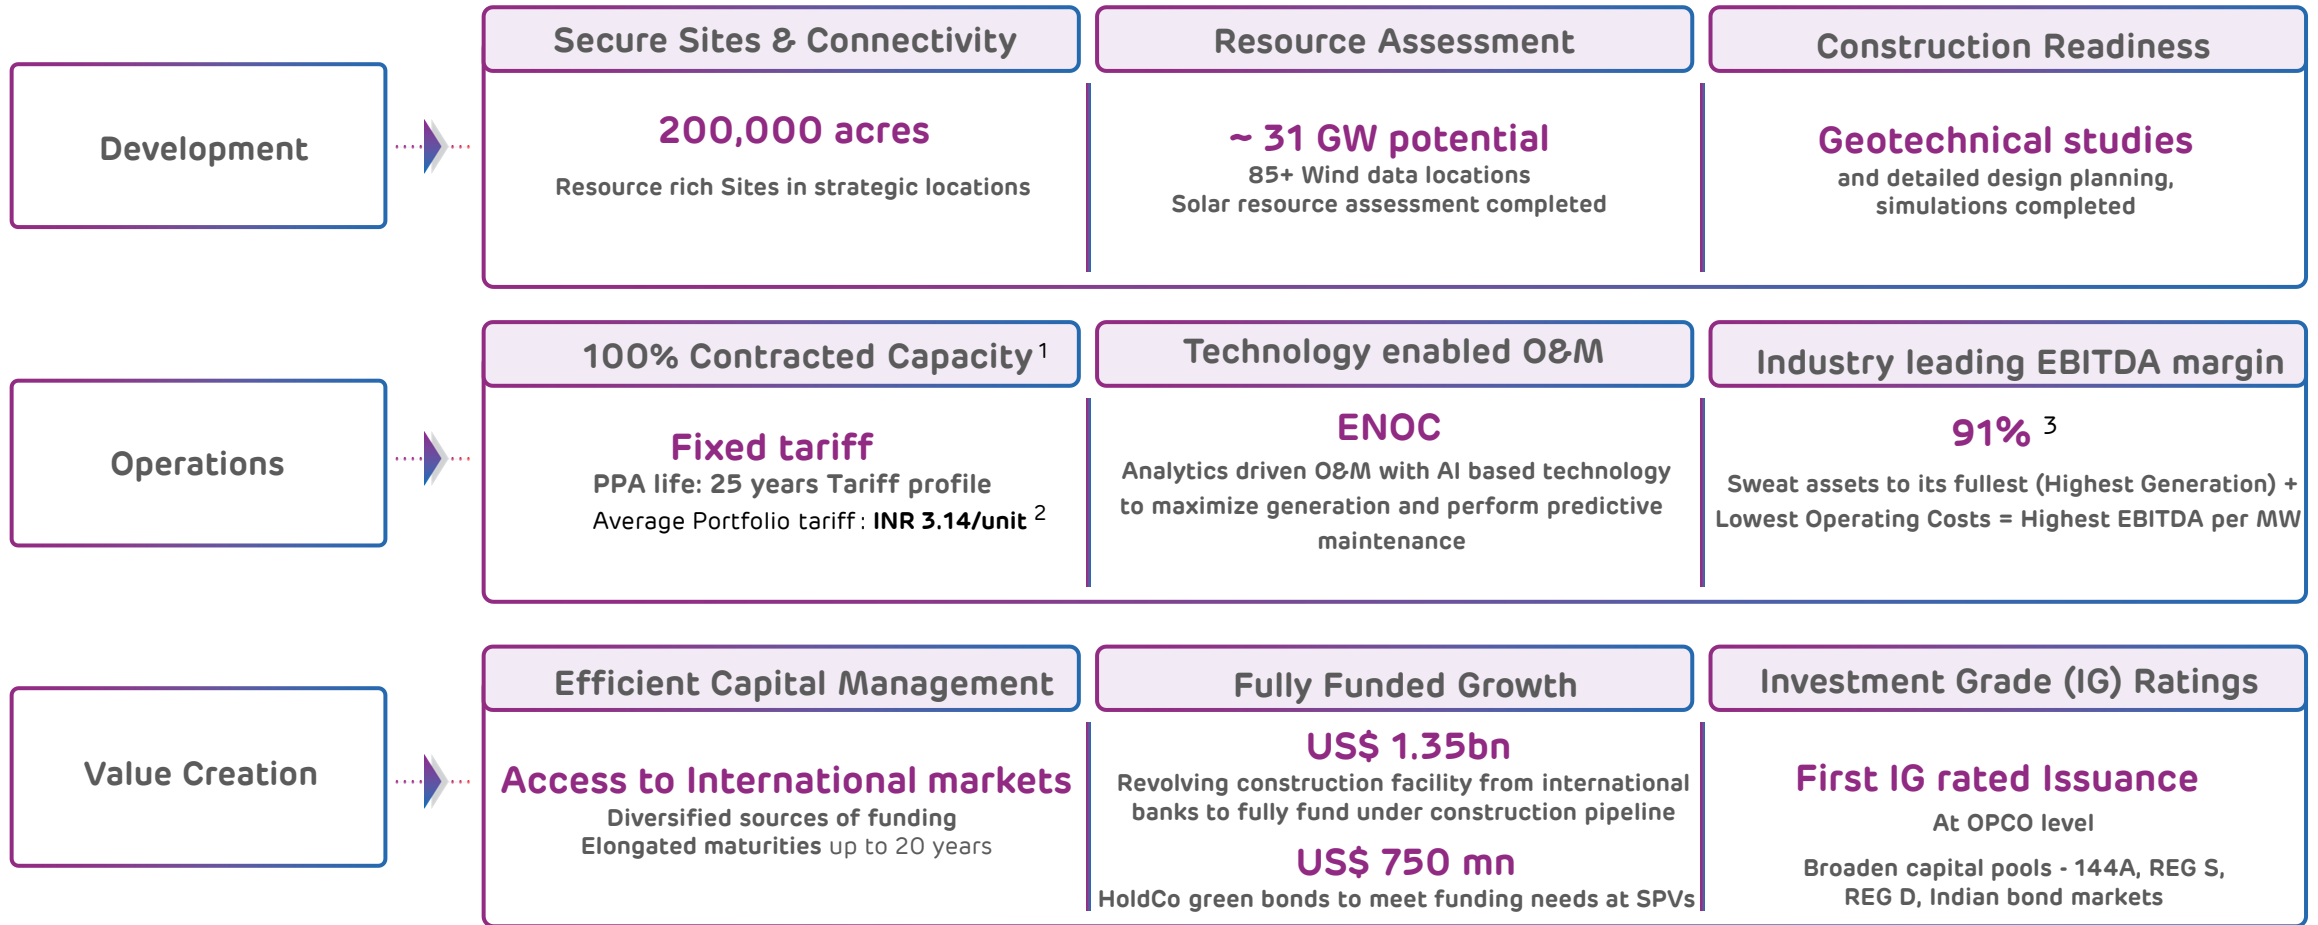 Development
Secure Sites & Connectivity
200,000 acres
Resource rich Sites in strategic locations
Resource Assessment
~ 31 GW potential
85+ Wind data locations
Solar resource assessment completed
Construction Readiness
Geotechnical studies
and detailed design planning,
simulations completed
Operations
100% Contracted Capacity 1
Fixed tariff
PPA life: 25 years Tariff profile
Average Portfolio tariff : INR 3.14/unit 2
Technology enabled O&M
ENOC
Analytics driven O&M with AI based technology
to maximize generation and perform predictive
maintenance
Industry leading EBITDA margin
91% 3
Sweat assets to its fullest (Highest Generation) +
Lowest Operating Costs = Highest EBITDA per MW
Value Creation
Efficient Capital Management
Access to International markets
Diversified sources of funding
Elongated maturities up to 20 years
Fully Funded Growth
US$ 1.35bn
Revolving construction facility from international
banks to fully fund under construction pipeline
US$ 750 mn
HoldCo green bonds to meet funding needs at SPVs
Investment Grade (IG) Ratings
First IG rated Issuance
At OPCO level
Broaden capital pools - 144A, REG S,
REG D, Indian bond markets